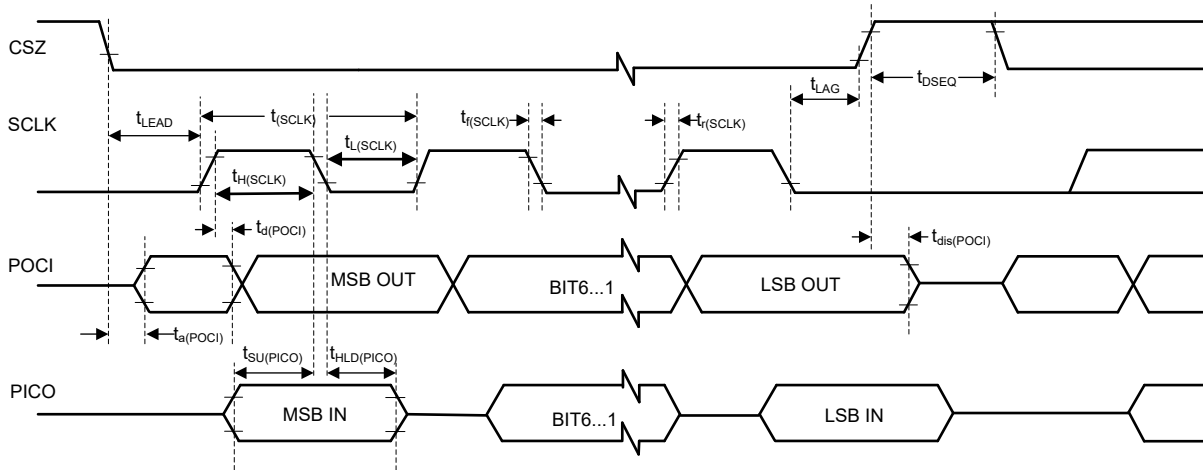 CSZ
tLAG
tDSEQ
SCLK
tLEAD
t(SCLK)
tf(SCLK)
tr(SCLK)
tL(SCLK)
tH(SCLK)
td(POCI)
tdis(POCI)
POCI
MSB OUT
BIT6...1
LSB OUT
ta(POCI)
tSU(PICO)
tHLD(PICO)
PICO
MSB IN
BIT6...1
LSB IN